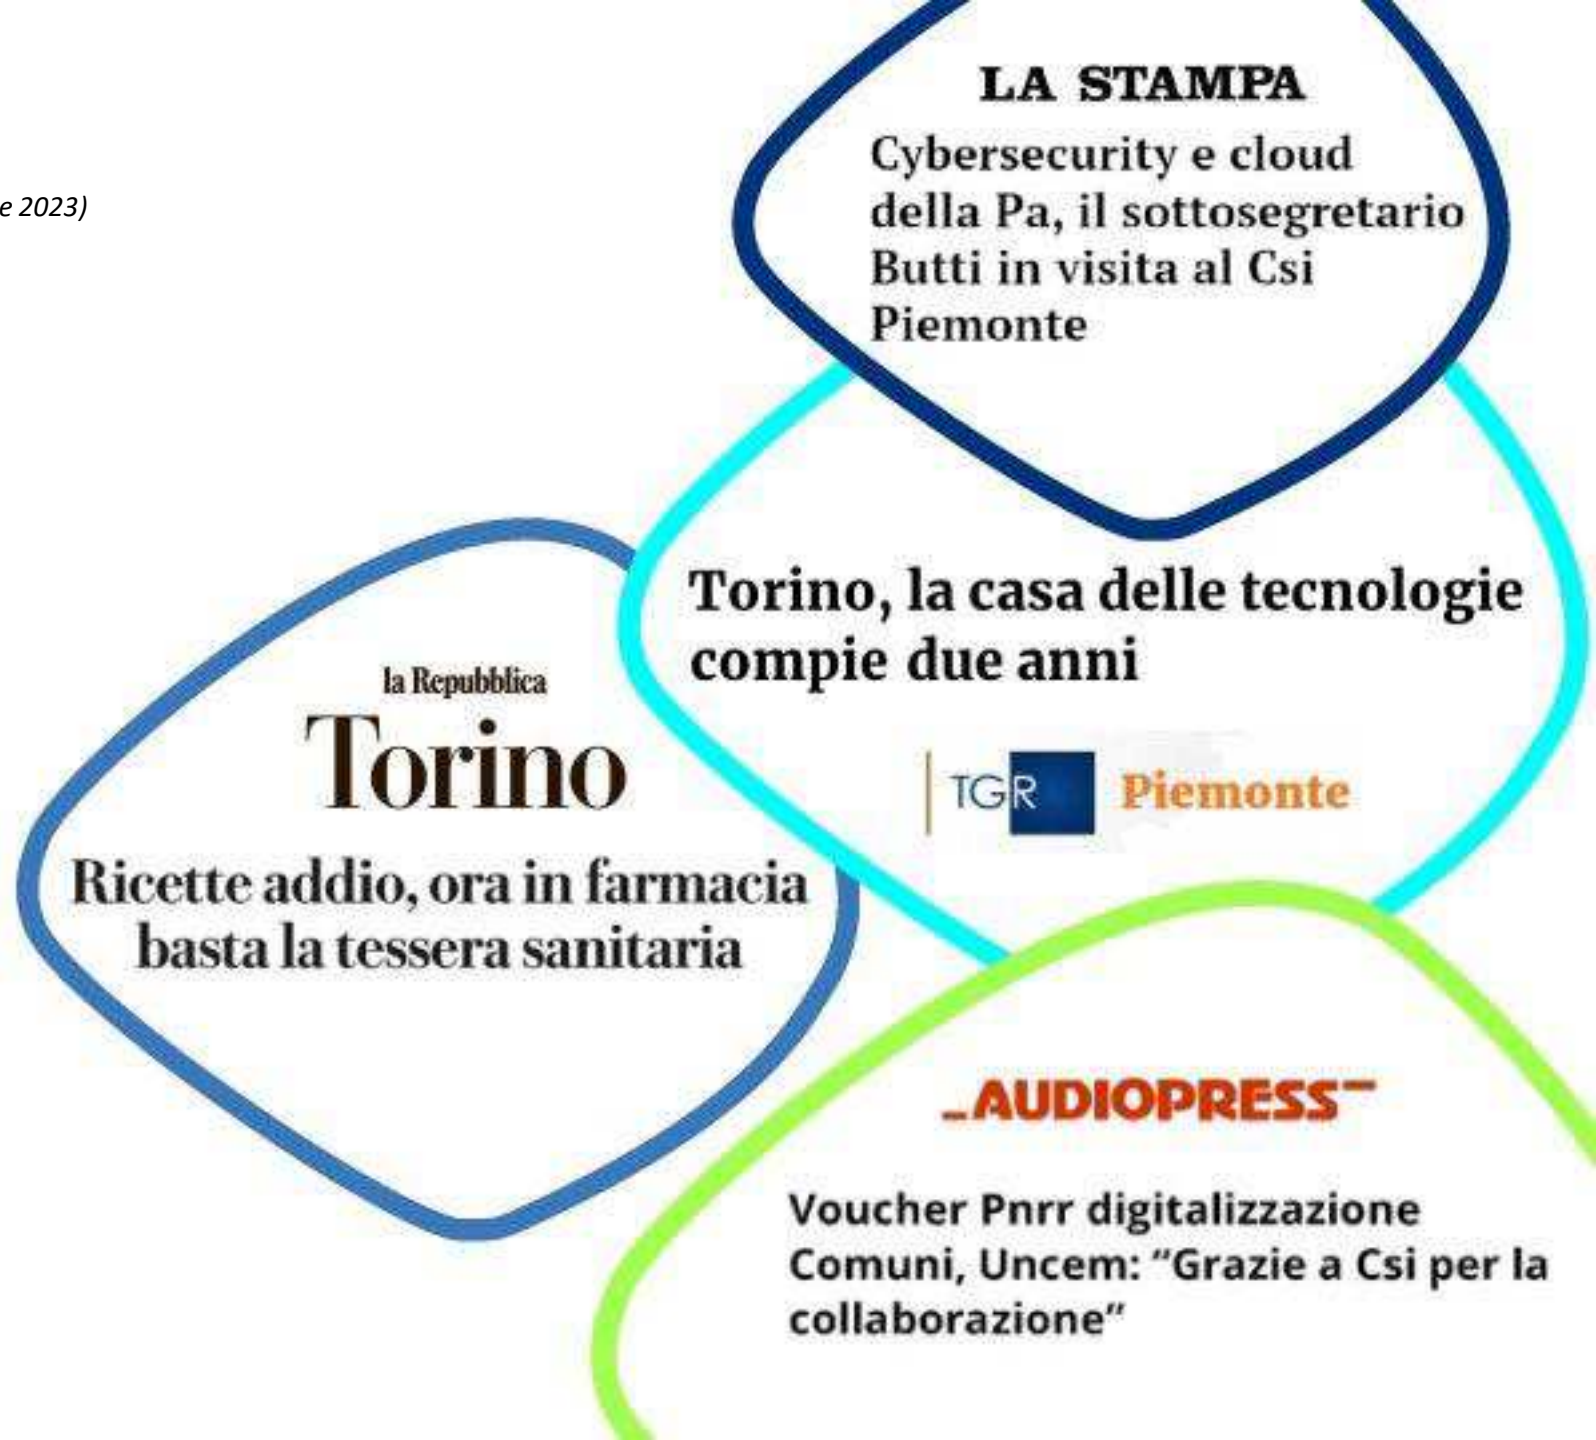 e 2023)
LA STAMPA
Cybersecurity e cloud
della Pa, il sottosegretario
Butti in visita al Csi
Piemonte
Torino, la casa delle tecnologie
compie due anni
TGR Piemonte
la Repubblica
Torino
Ricette addio, ora in farmacia
basta la tessera sanitaria
AUDIOPRESS
Voucher Pnrr digitalizzazione
Comuni, Uncem: “Grazie a Csi per la
collaborazione”